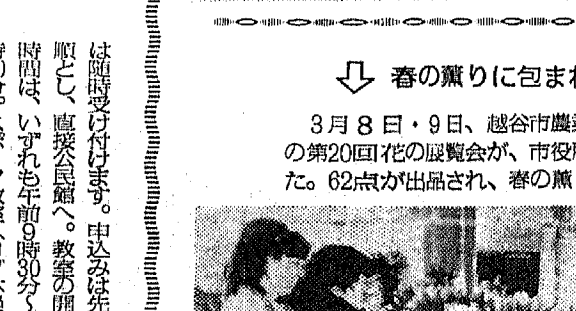 は随時受け付けます。申込みは先
順とし、直接公民館へ。教室の開
時間は、いずれも午前9時30分〜
春の薫りに包まれ
3月8日・9日、越谷市農
の第20回花の展覧会が、市役
た。62点が出品され、春の薫